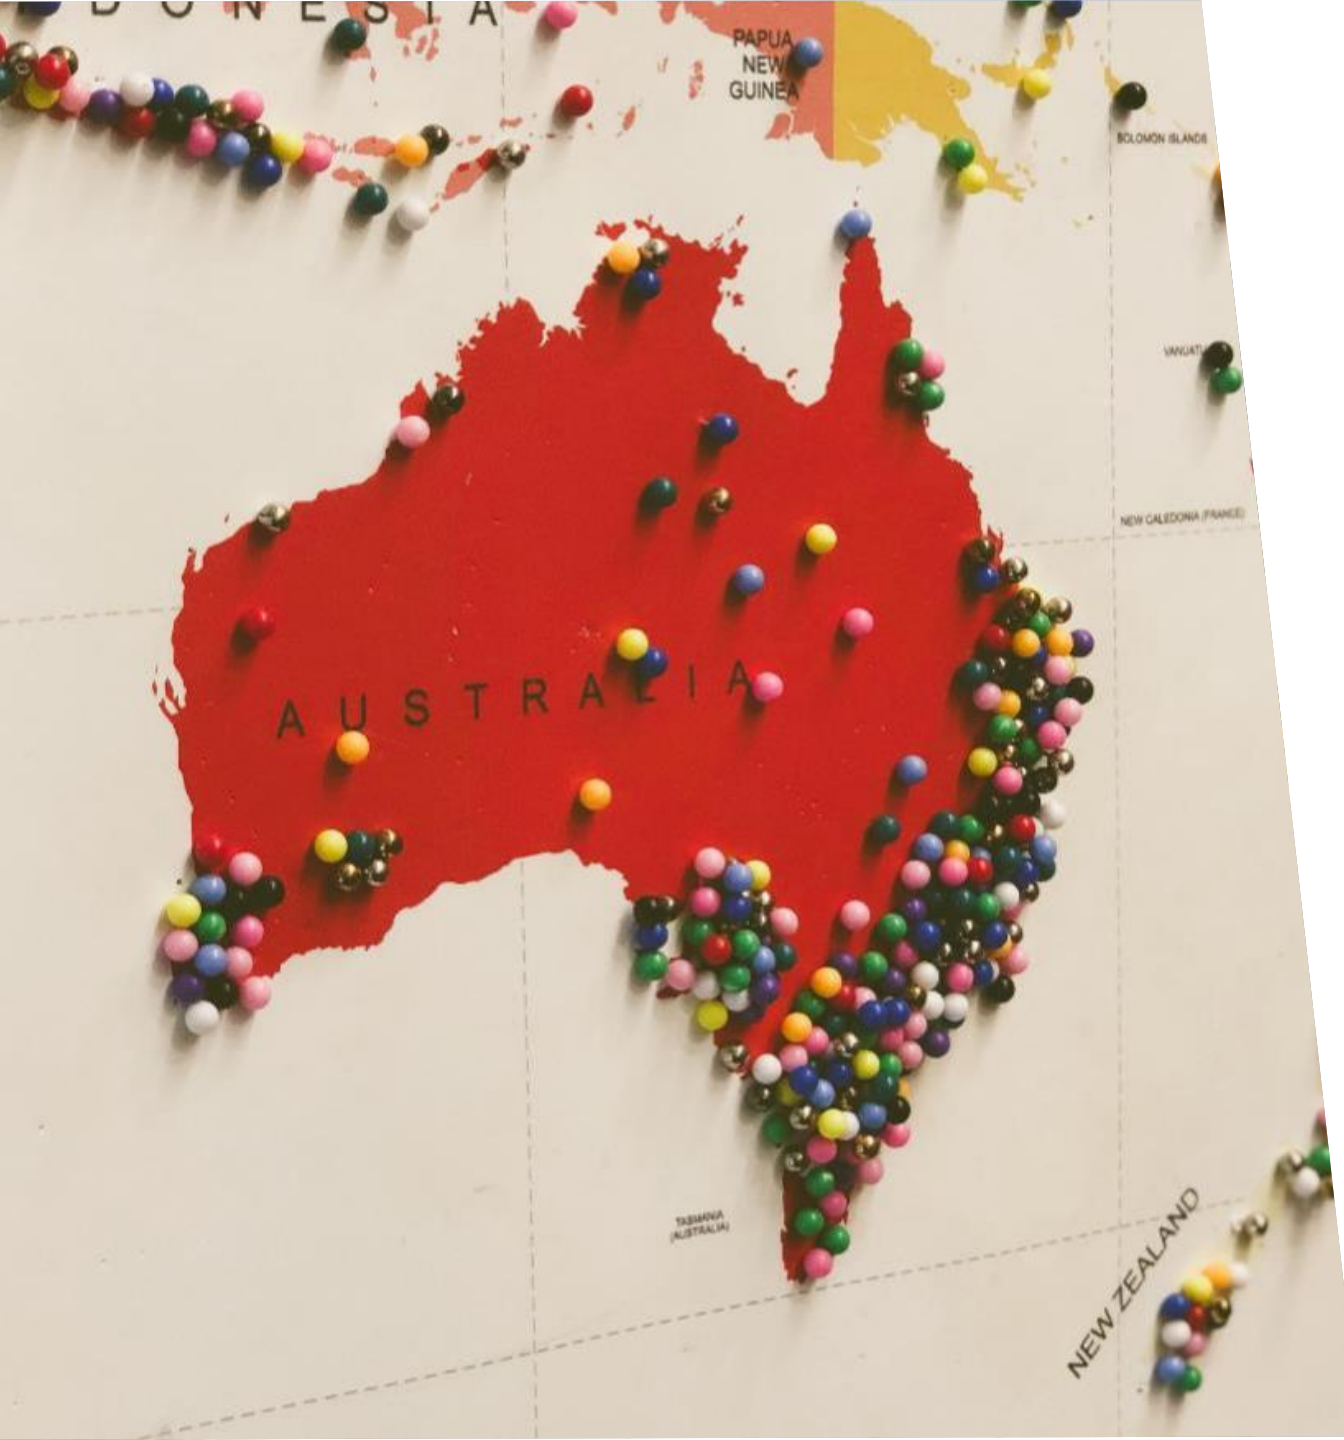 DONESIA
PAPUA
NEW
GUINEA
SOLOMON ISLANDS
VANUATU
NEW CALEDONIA (FRANCE)
AUSTRALIA
TASMANIA
(AUSTRALIA)
NEW ZEALAND